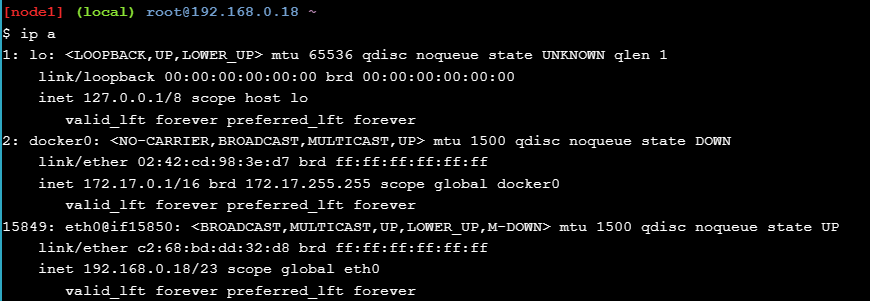 [node1] (local) root@192.168.0.18 ~
$ ip a
1: lo: <LOOPBACK,UP,LOWER_UP> mtu 65536 qdisc noqueue state UNKNOWN qlen 1
    link/loopback 00:00:00:00:00:00 brd 00:00:00:00:00:00
    inet 127.0.0.1/8 scope host lo
       valid_lft forever preferred_lft forever
2: docker0: <NO-CARRIER,BROADCAST,MULTICAST,UP> mtu 1500 qdisc noqueue state DOWN
    link/ether 02:42:cd:98:3e:d7 brd ff:ff:ff:ff:ff:ff
    inet 172.17.0.1/16 brd 172.17.255.255 scope global docker0
       valid_lft forever preferred_lft forever
15849: eth0@if15850: <BROADCAST,MULTICAST,UP,LOWER_UP,M-DOWN> mtu 1500 qdisc noqueue state UP
    link/ether c2:68:bd:dd:32:d8 brd ff:ff:ff:ff:ff:ff
    inet 192.168.0.18/23 scope global eth0
       valid_lft forever preferred_lft forever